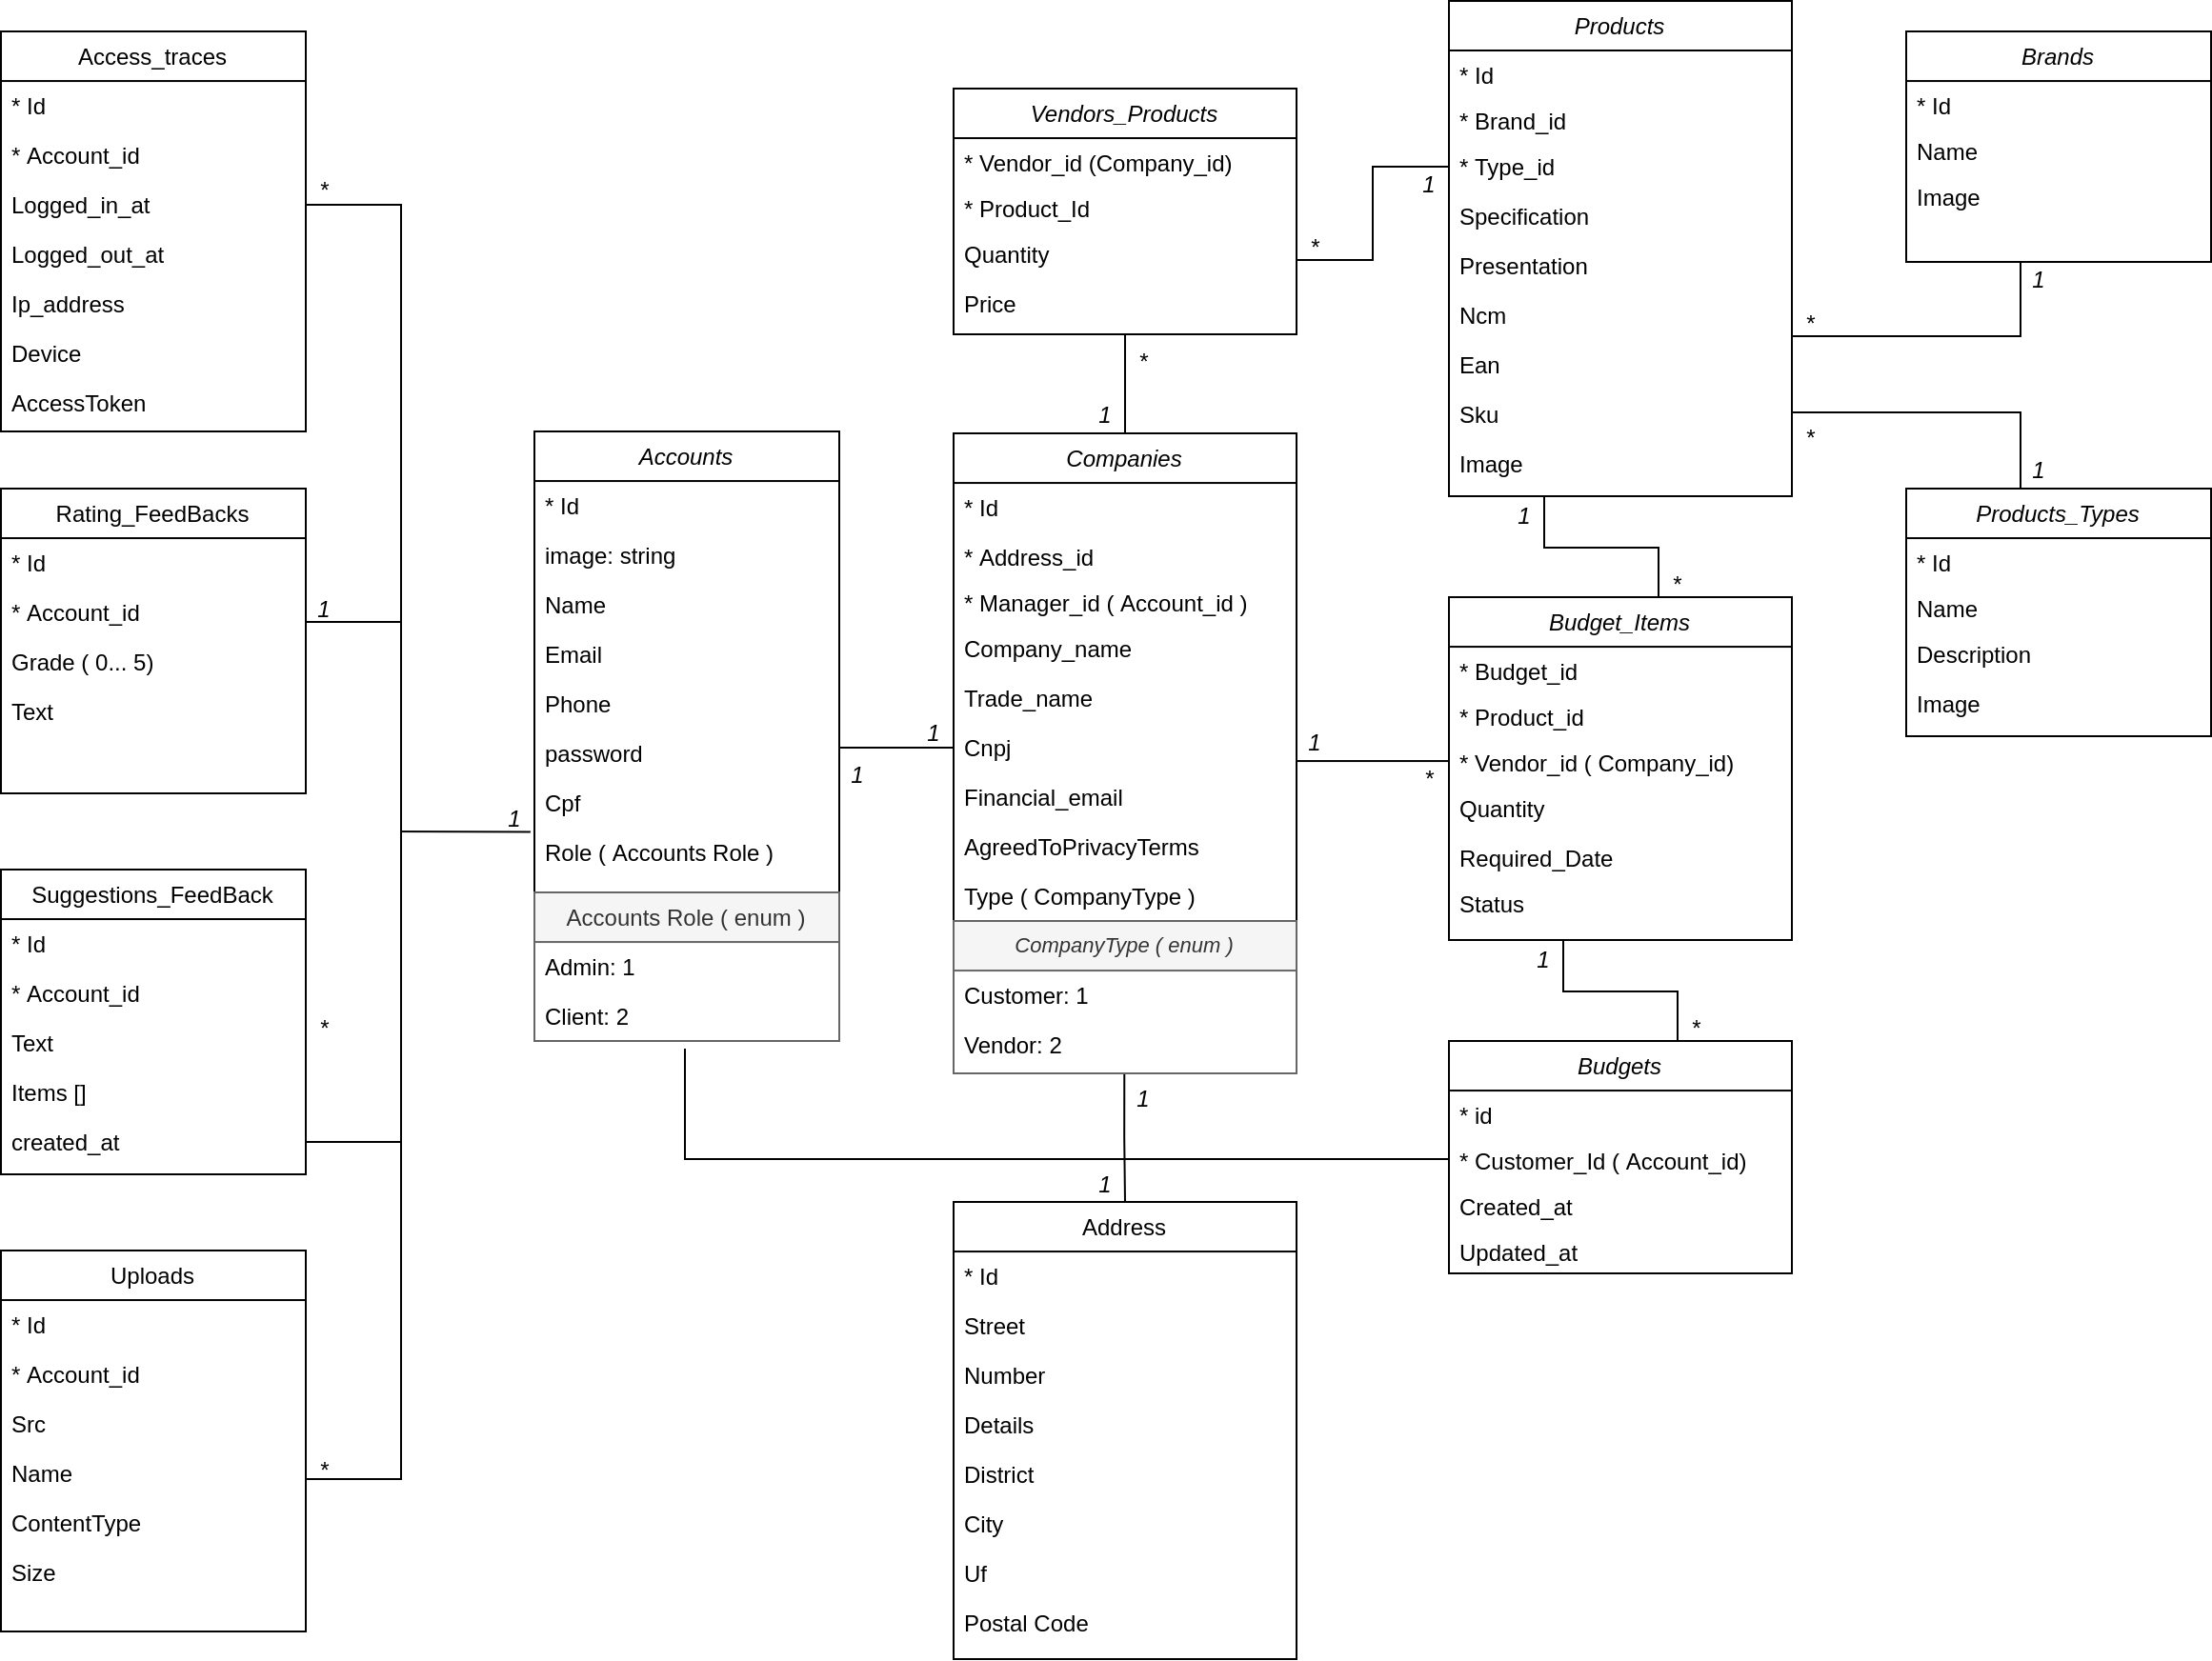 Access_traces
* Id
* Account_id
Logged_in_at
Logged_out_at
Ip_address
Device
AccessToken
*
Rating_FeedBacks
* Id
* Account_id
Grade ( 0... 5)
Text
1
Suggestions_FeedBack
* Id
* Account_id
Text
Items []
created_at
*
Uploads
* Id
* Account_id
Src
Name
ContentType
Size
*
1
Accounts
* Id
image: string
Name
Email
Phone
password
Cpf
Role ( Accounts Role )
Accounts Role ( enum )
Admin: 1
Client: 2
1
1
Vendors_Products
* Vendor_id (Company_id)
* Product_Id
Quantity
Price
*
1
*
1
Companies
* Id
* Address_id
* Manager_id ( Account_id )
Company_name
Trade_name
Cnpj
Financial_email
AgreedToPrivacyTerms
Type ( CompanyType )
CompanyType ( enum )
Customer: 1
Vendor: 2
1
*
1
1
Address
* Id
Street
Number
Details
District
City
Uf
Postal Code
Products
* Id
* Brand_id
* Type_id
Specification
Presentation
Ncm
Ean
Sku
Image
*
1
*
1
1
*
Budget_Items
* Budget_id
* Product_id
* Vendor_id ( Company_id)
Quantity
Required_Date
Status
1
*
Budgets
* id
* Customer_Id ( Account_id)
Created_at
Updated_at
Brands
* Id
Name
Image
Products_Types
* Id
Name
Description
Image